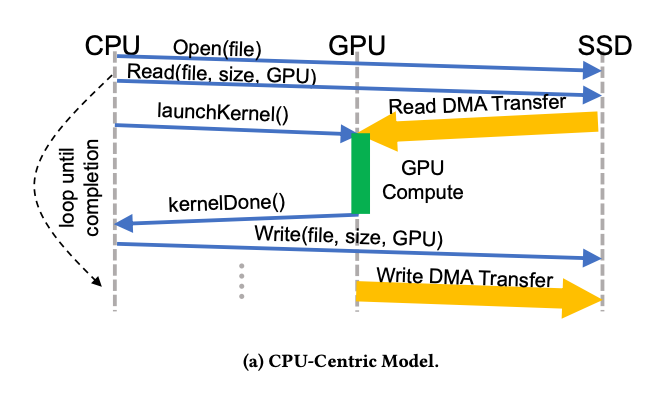 CPU GPU SSD
Open(file)
Read(file, size, GPU)
Read DMA Transfer
launchKernel()
loop until
completion
GPU
Compute
kernelDone()
Write(file, size, GPU)
Write DMA Transfer
(a) CPU-Centric Model.